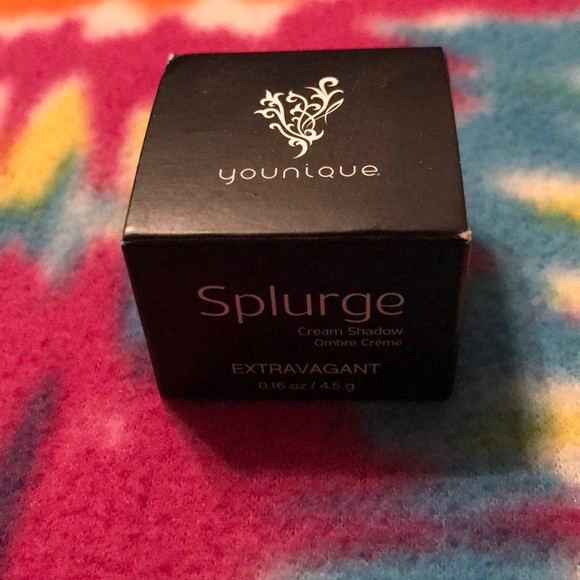 younique
Splurge
Cream Shadow
Ombre Crème
EXTRAVAGANT
0.16 oz / 4.5 g